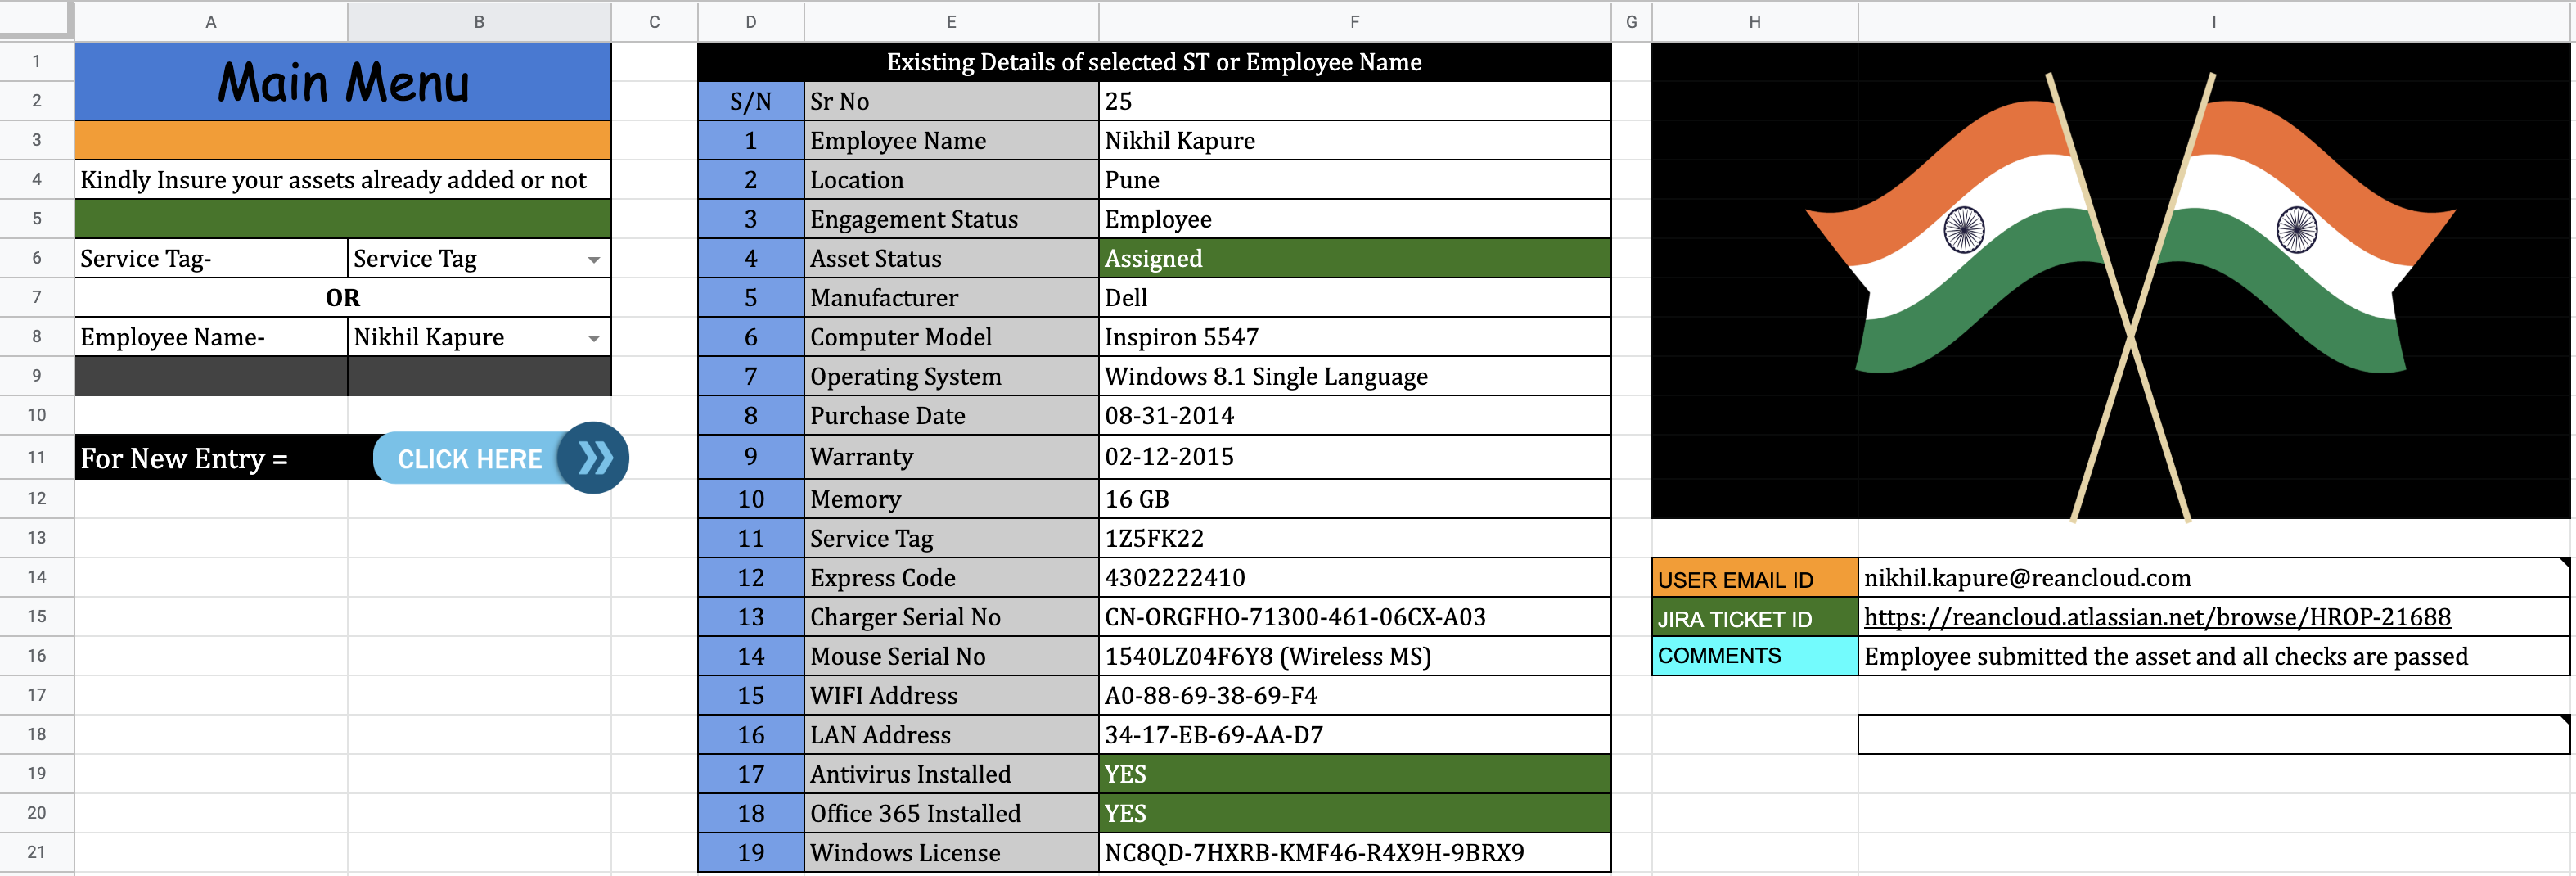 A B C D E F G H I
1 Existing Details of selected ST or Employee Name
Main Menu
2 S/N Sr No 25
3 1 Employee Name Nikhil Kapure
4 Kindly Insure your assets already added or not 2 Location Pune
5 3 Engagement Status Employee
6 Service Tag- Service Tag 4 Asset Status Assigned
7 OR 5 Manufacturer Dell
8 Employee Name- Nikhil Kapure 6 Computer Model Inspiron 5547
9 7 Operating System Windows 8.1 Single Language
10 8 Purchase Date 08-31-2014
11 For New Entry = CLICK HERE 9 Warranty 02-12-2015
12 10 Memory 16 GB
13 11 Service Tag 1Z5FK22
14 12 Express Code 4302222410 USER EMAIL ID nikhil.kapure@reancloud.com
15 13 Charger Serial No CN-ORGFHO-71300-461-06CX-A03 JIRA TICKET ID https://reancloud.atlassian.net/browse/HROP-21688
16 14 Mouse Serial No 1540LZ04F6Y8 (Wireless MS) COMMENTS Employee submitted the asset and all checks are passed
17 15 WIFI Address A0-88-69-38-69-F4
18 16 LAN Address 34-17-EB-69-AA-D7
19 17 Antivirus Installed YES
20 18 Office 365 Installed YES
21 19 Windows License NC8QD-7HXRB-KMF46-R4X9H-9BRX9